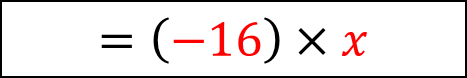 = (−16) × x